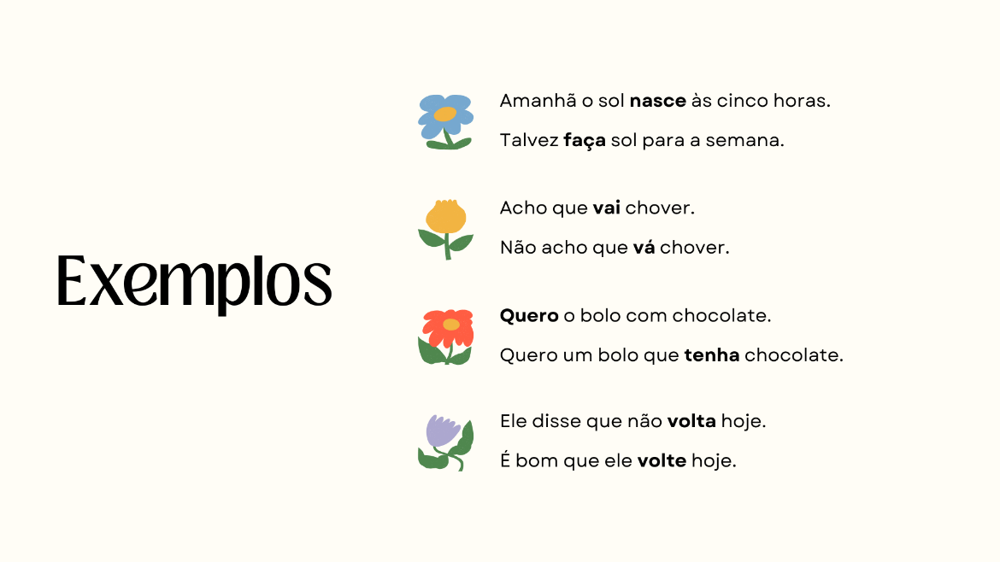 Exemplos
Amanhã o sol nasce às cinco horas.
Talvez faça sol para a semana.
Acho que vai chover.
Não acho que vá chover.
Quero o bolo com chocolate.
Quero um bolo que tenha chocolate.
Ele disse que não volta hoje.
É bom que ele volte hoje.